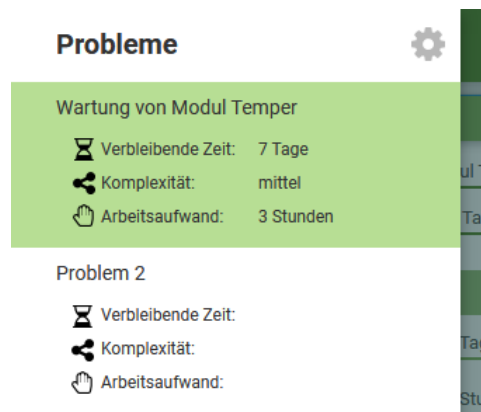 Probleme
Wartung von Modul Temper
Verbleibende Zeit: 7 Tage
Komplexität: mittel
Arbeitsaufwand: 3 Stunden
Problem 2
Verbleibende Zeit:
Komplexität:
Arbeitsaufwand: